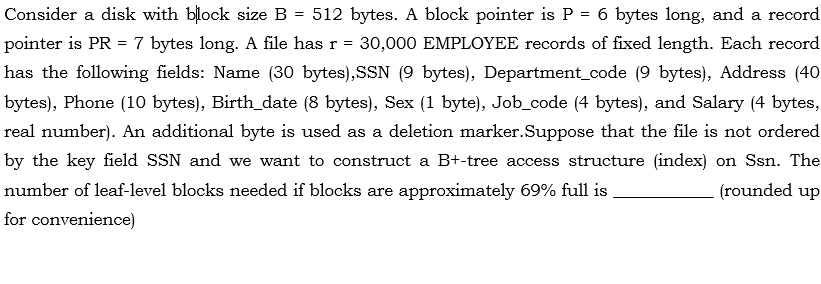 Consider a disk with block size B = 512 bytes. A block pointer is P = 6 bytes long, and a record
pointer is PR = 7 bytes long. A file has r = 30,000 EMPLOYEE records of fixed length. Each record
has the following fields: Name (30 bytes),SSN (9 bytes), Department_code (9 bytes), Address (40
bytes), Phone (10 bytes), Birth_date (8 bytes), Sex (1 byte), Job_code (4 bytes), and Salary (4 bytes,
real number). An additional byte is used as a deletion marker.Suppose that the file is not ordered
by the key field SSN and we want to construct a B+-tree access structure (index) on Ssn. The
number of leaf-level blocks needed if blocks are approximately 69% full is ____________ (rounded up
for convenience)